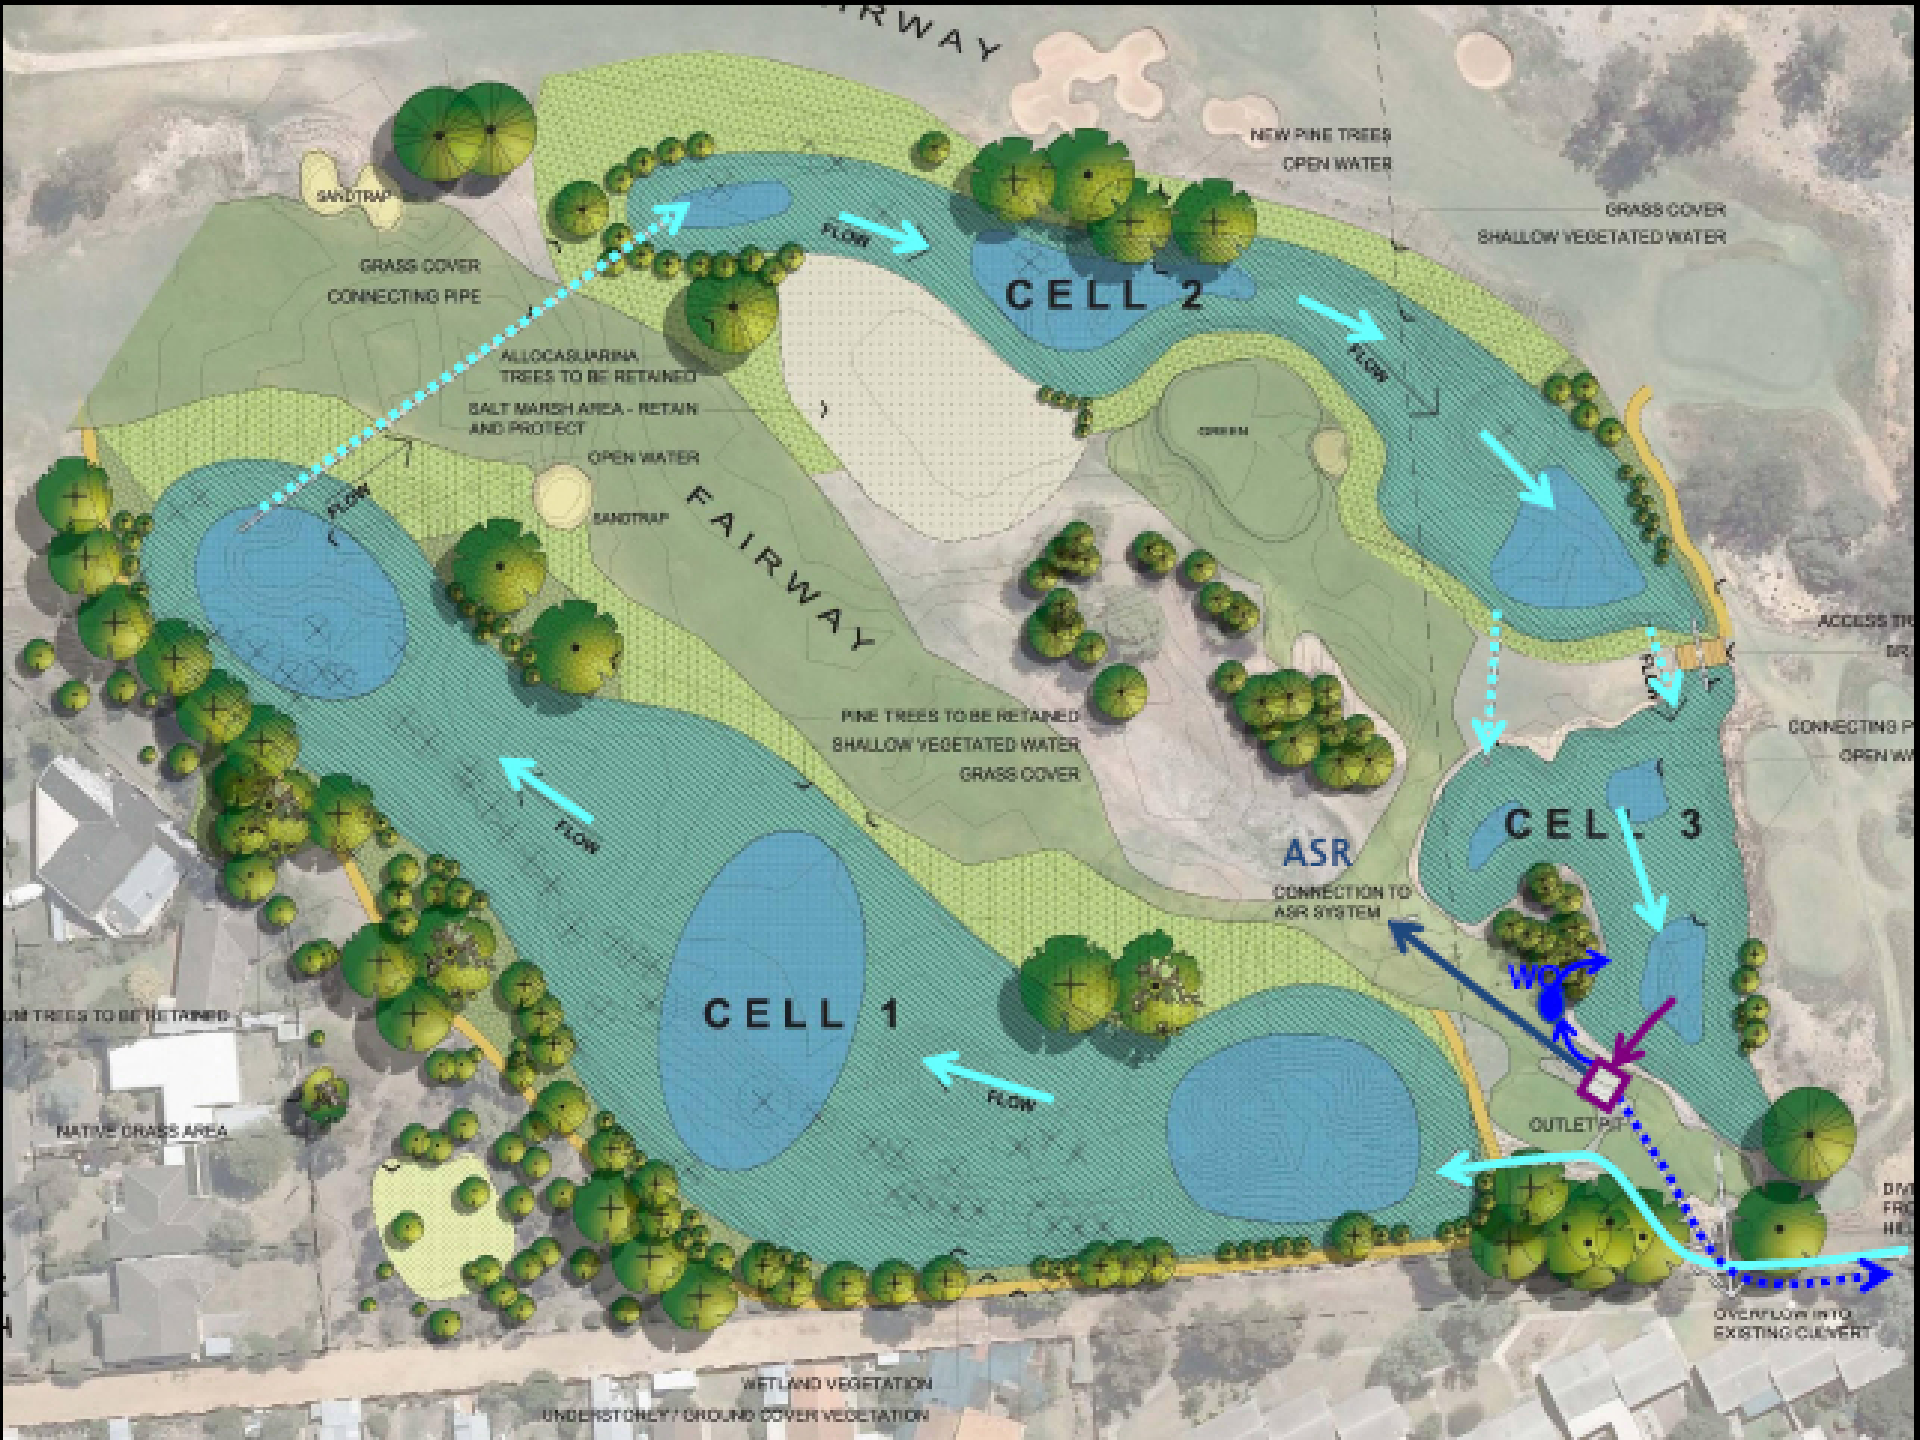 FAIRWAY
NEW PINE TREES
OPEN WATER
GRASS COVER
SHALLOW VEGETATED WATER
SANDTRAP
FLOW
GRASS COVER
CONNECTING PIPE
CELL 2
FLOW
ALLOCASUARINA
TREES TO BE RETAINED
SALT MARSH AREA - RETAIN
AND PROTECT
GREEN
OPEN WATER
FLOW
SANDTRAP
FAIRWAY
ACCESS
FLOW
PINE TREES TO BE RETAINED
SHALLOW VEGETATED WATER
GRASS COVER
CONNECTING
OPEN
CELL 3
FLOW
ASR
CONNECTION TO
ASR SYSTEM
WQ
CELL 1
TREES TO BE RETAINED
FLOW
OUTLET PIT
NATIVE GRASS AREA
OVERFLOW INTO
EXISTING CULVERT
WETLAND VEGETATION
UNDERSTOREY / GROUND COVER VEGETATION